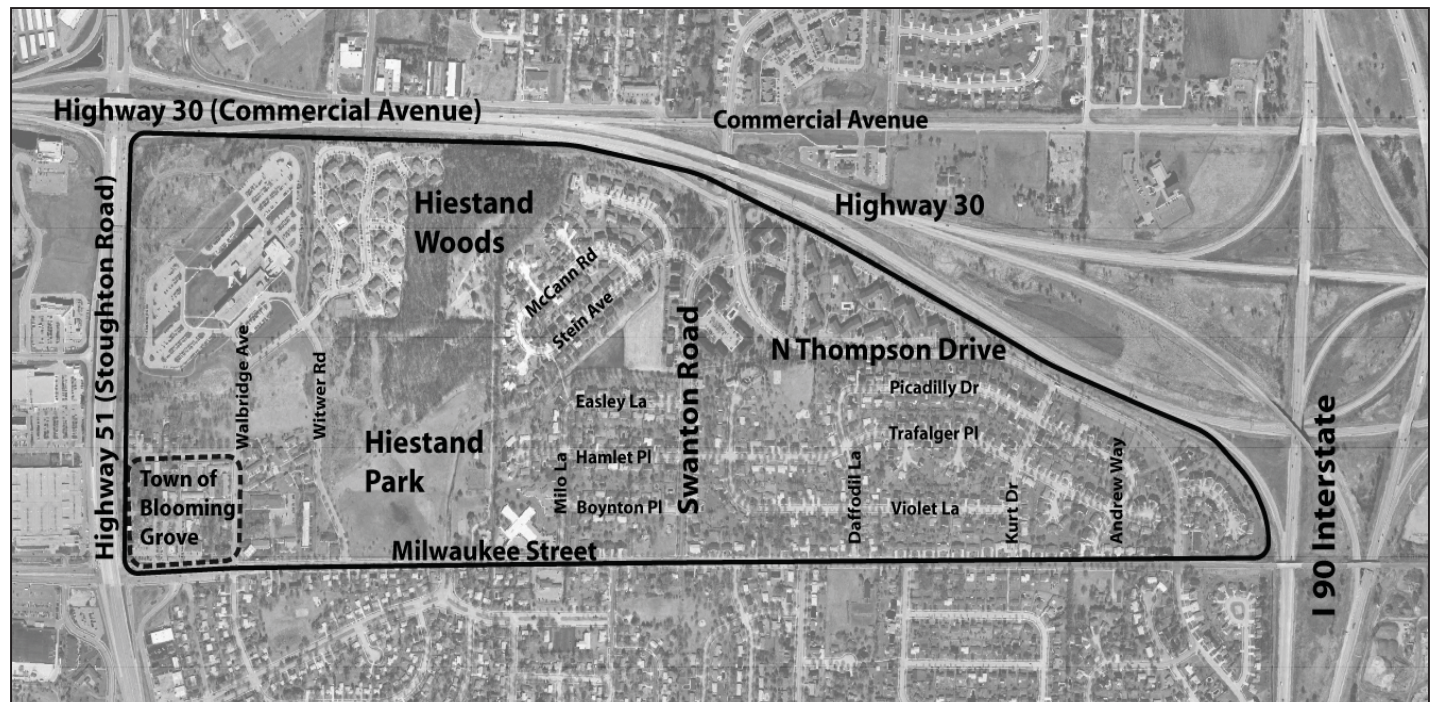 Highway 30 (Commercial Avenue)
Commercial Avenue
Highway 30
Hiestand
Woods
McCann Rd
Stein Ave
Swanton Road
N Thompson Drive
Highway 51 (Stoughton Road)
Walbridge Ave
Witwer Rd
Easley La
Picadilly Dr
Hiestand
Park
Hamlet Pl
Trafalger Pl
Milo La
Boynton Pl
Daffodil La
Violet La
Kurt Dr
Andrew Way
Town of
Blooming
Grove
Milwaukee Street
I 90 Interstate